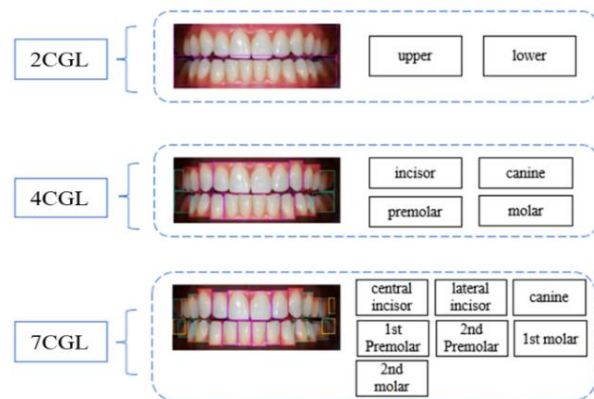 2CGL
upper
lower
4CGL
incisor
canine
premolar
molar
7CGL
central
incisor
lateral
incisor
canine
1st
Premolar
2nd
Premolar
1st molar
2nd
molar